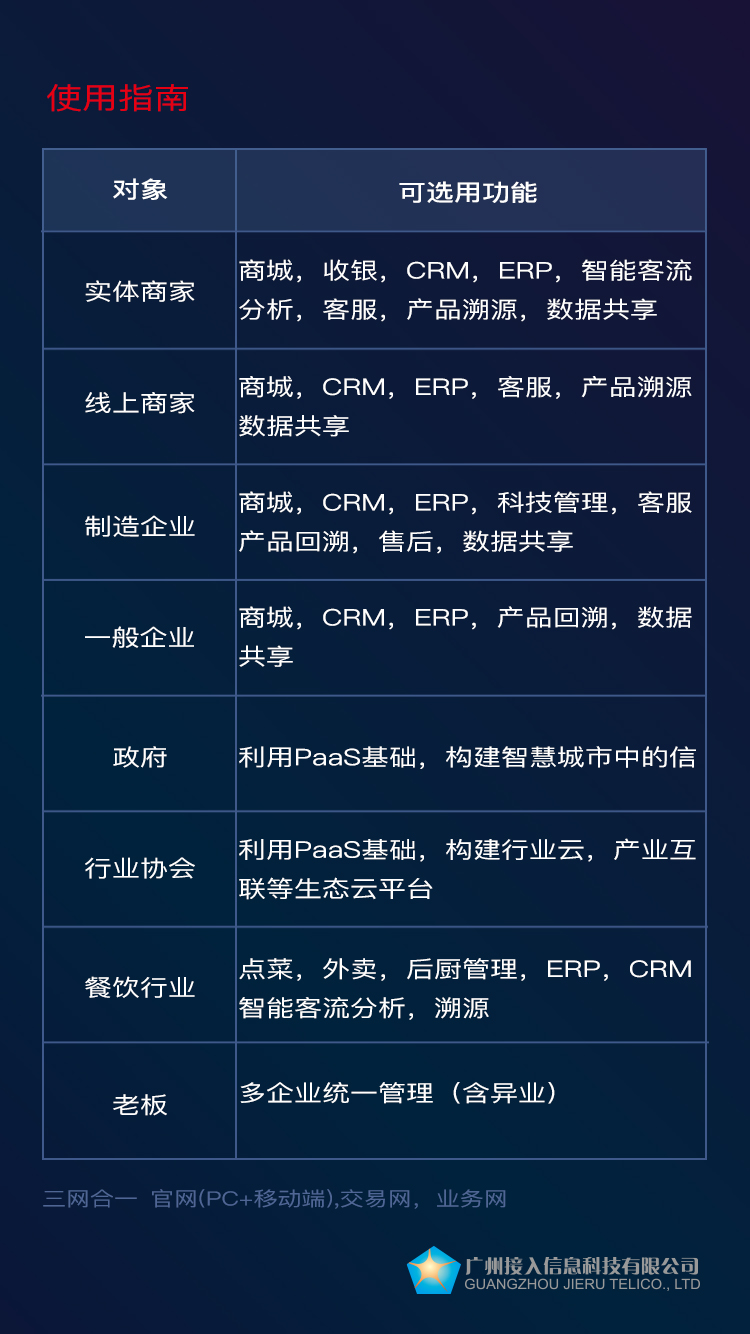 使用指南
对象
可选用功能
实体商家
商城，收银，CRM，ERP，智能客流
分析，客服，产品溯源，数据共享
线上商家
商城，CRM，ERP，客服，产品溯源
数据共享
制造企业
商城，CRM，ERP，科技管理，客服
产品回溯，售后，数据共享
一般企业
商城，CRM，ERP，产品回溯，数据
共享
政府
利用PaaS基础，构建智慧城市中的信
行业协会
利用PaaS基础，构建行业云，产业互
联等生态云平台
餐饮行业
点菜，外卖，后厨管理，ERP，CRM
智能客流分析，溯源
老板
多企业统一管理（含异业）
三网合一 官网(PC+移动端),交易网，业务网
广州接入信息科技有限公司
GUANGZHOU JIERU TELICO., LTD